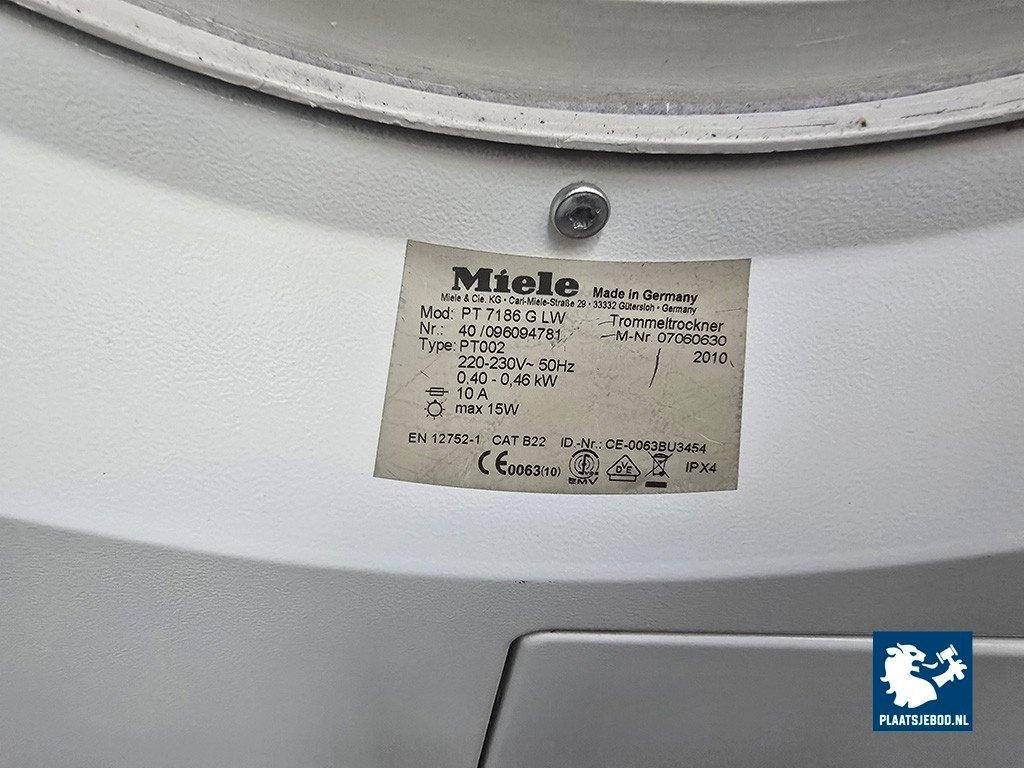 Miele Made in Germany
Miele & Cie. KG • Carl-Miele-Straße 29 • 33332 Gütersloh • Germany
Mod: PT 7186 G LW Trommeltrockner
Nr.: 40 /096094781 M-Nr. 07060630
Type: PT002 2010
220-230V~ 50Hz
0,40 - 0,46 kW
10 A
max 15W
EN 12752-1 CAT B22 ID.-Nr.: CE-0063BU3454
CE0063(10) EMV DVE IPX4
PLAATSJEBOD.NL